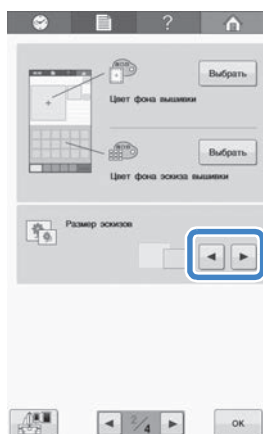 ?
Выбрать
Цвет фона вышивки
Выбрать
Цвет фона эскиза вышивки
Размер эскизов
2/4
OK